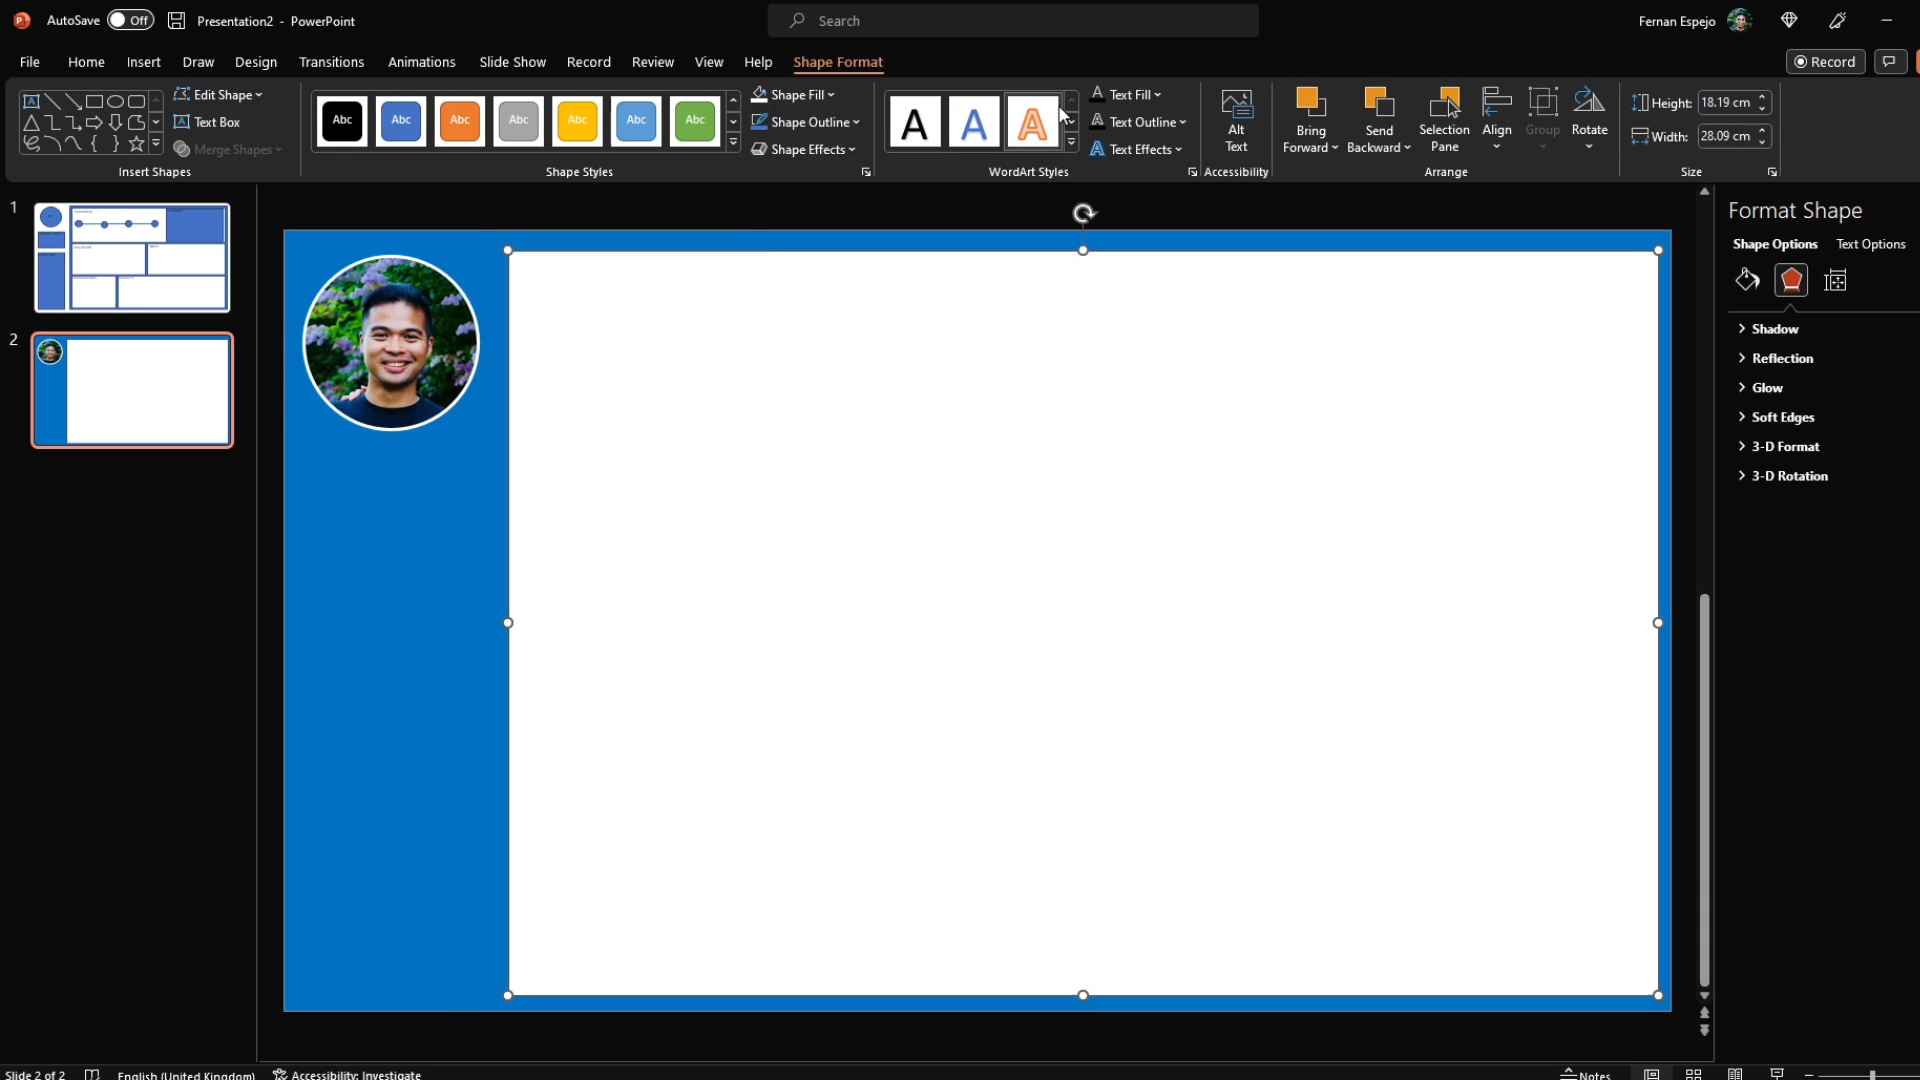 AutoSave Off Presentation2 - PowerPoint Search Fernan Espejo
File Home Insert Draw Design Transitions Animations Slide Show Record Review View Help Shape Format Record
Edit Shape
Text Box
Merge Shapes
Insert Shapes
Abc Abc Abc Abc Abc Abc Abc
Shape Fill
Shape Outline
Shape Effects
Shape Styles
A A A
Text Fill
Text Outline
Text Effects
WordArt Styles
Alt
Text
Accessibility
Bring
Forward
Send
Backward
Selection
Pane
Align
Group
Rotate
Arrange
Height: 18.19 cm
Width: 28.09 cm
Size
1
2
Format Shape
Shape Options Text Options
Shadow
Reflection
Glow
Soft Edges
3-D Format
3-D Rotation
Slide 2 of 2 English (United Kingdom) Accessibility: Investigate Notes